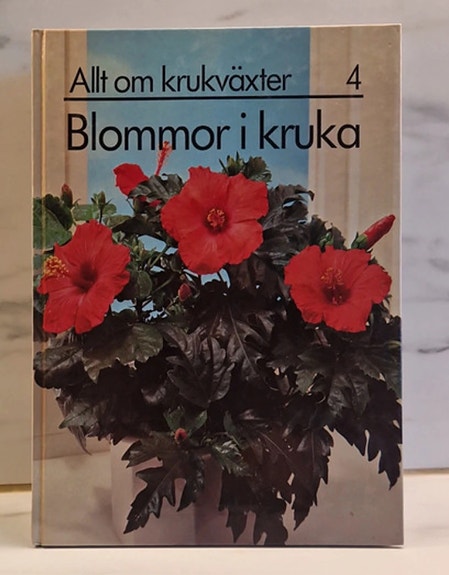 Allt om krukväxter 4
Blommor i kruka